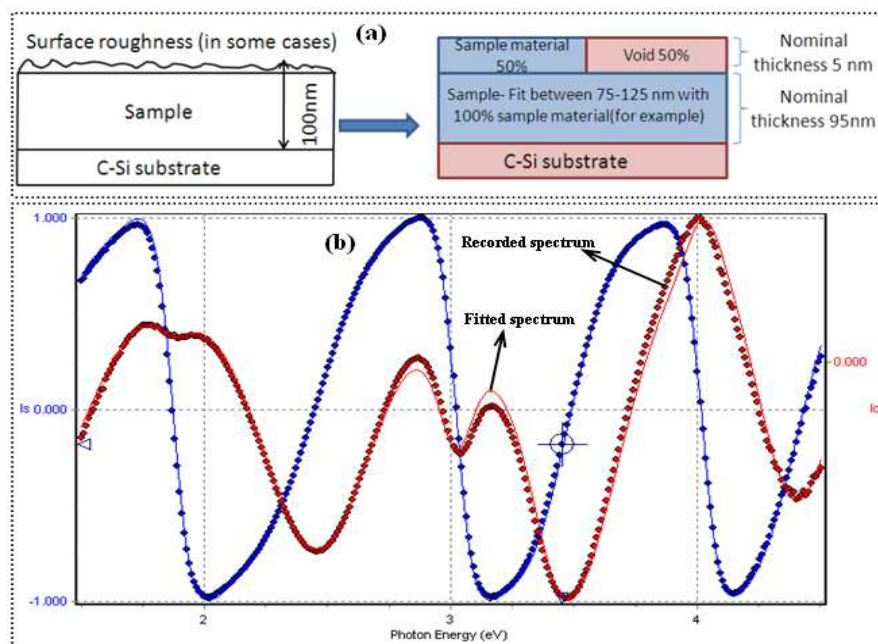 (a)
Surface roughness (in some cases)
Sample
100nm
C-Si substrate
Sample material
50%
Void 50%
Nominal
thickness 5 nm
Sample- Fit between 75-125 nm with
100% sample material(for example)
Nominal
thickness 95nm
C-Si substrate
(b)
1.000
Recorded spectrum
Fitted spectrum
0.000
Is 0.000
Ic
-1.000
2
3
4
Photon Energy (eV)